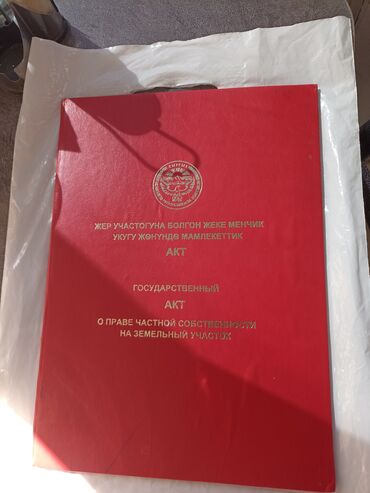 ЖЕР УЧАСТОГУНА БОЛГОН ЖЕКЕ МЕНЧИК
УКУГУ ЖӨНҮНДӨ МАМЛЕКЕТТИК
АКТ
ГОСУДАРСТВЕННЫЙ
АКТ
О ПРАВЕ ЧАСТНОЙ СОБСТВЕННОСТИ
НА ЗЕМЕЛЬНЫЙ УЧАСТОК